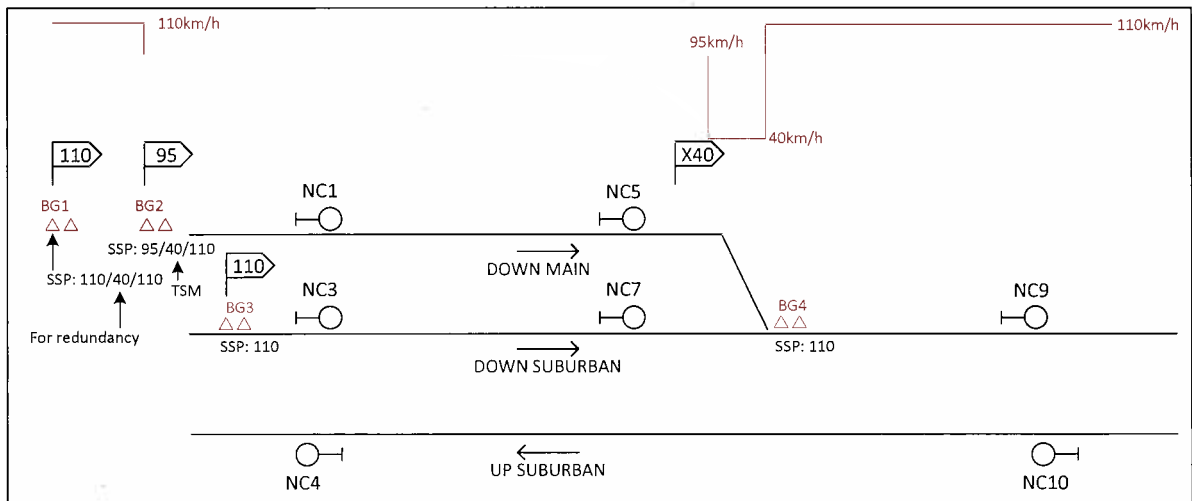 110km/h
110km/h
95km/h
40km/h
110
95
X40
BG1
BG2
NC1
NC5
SSP: 95/40/110
SSP: 110/40/110
TSM
110
DOWN MAIN
For redundancy
BG3
NC3
NC7
BG4
NC9
SSP: 110
SSP: 110
DOWN SUBURBAN
NC4
UP SUBURBAN
NC10